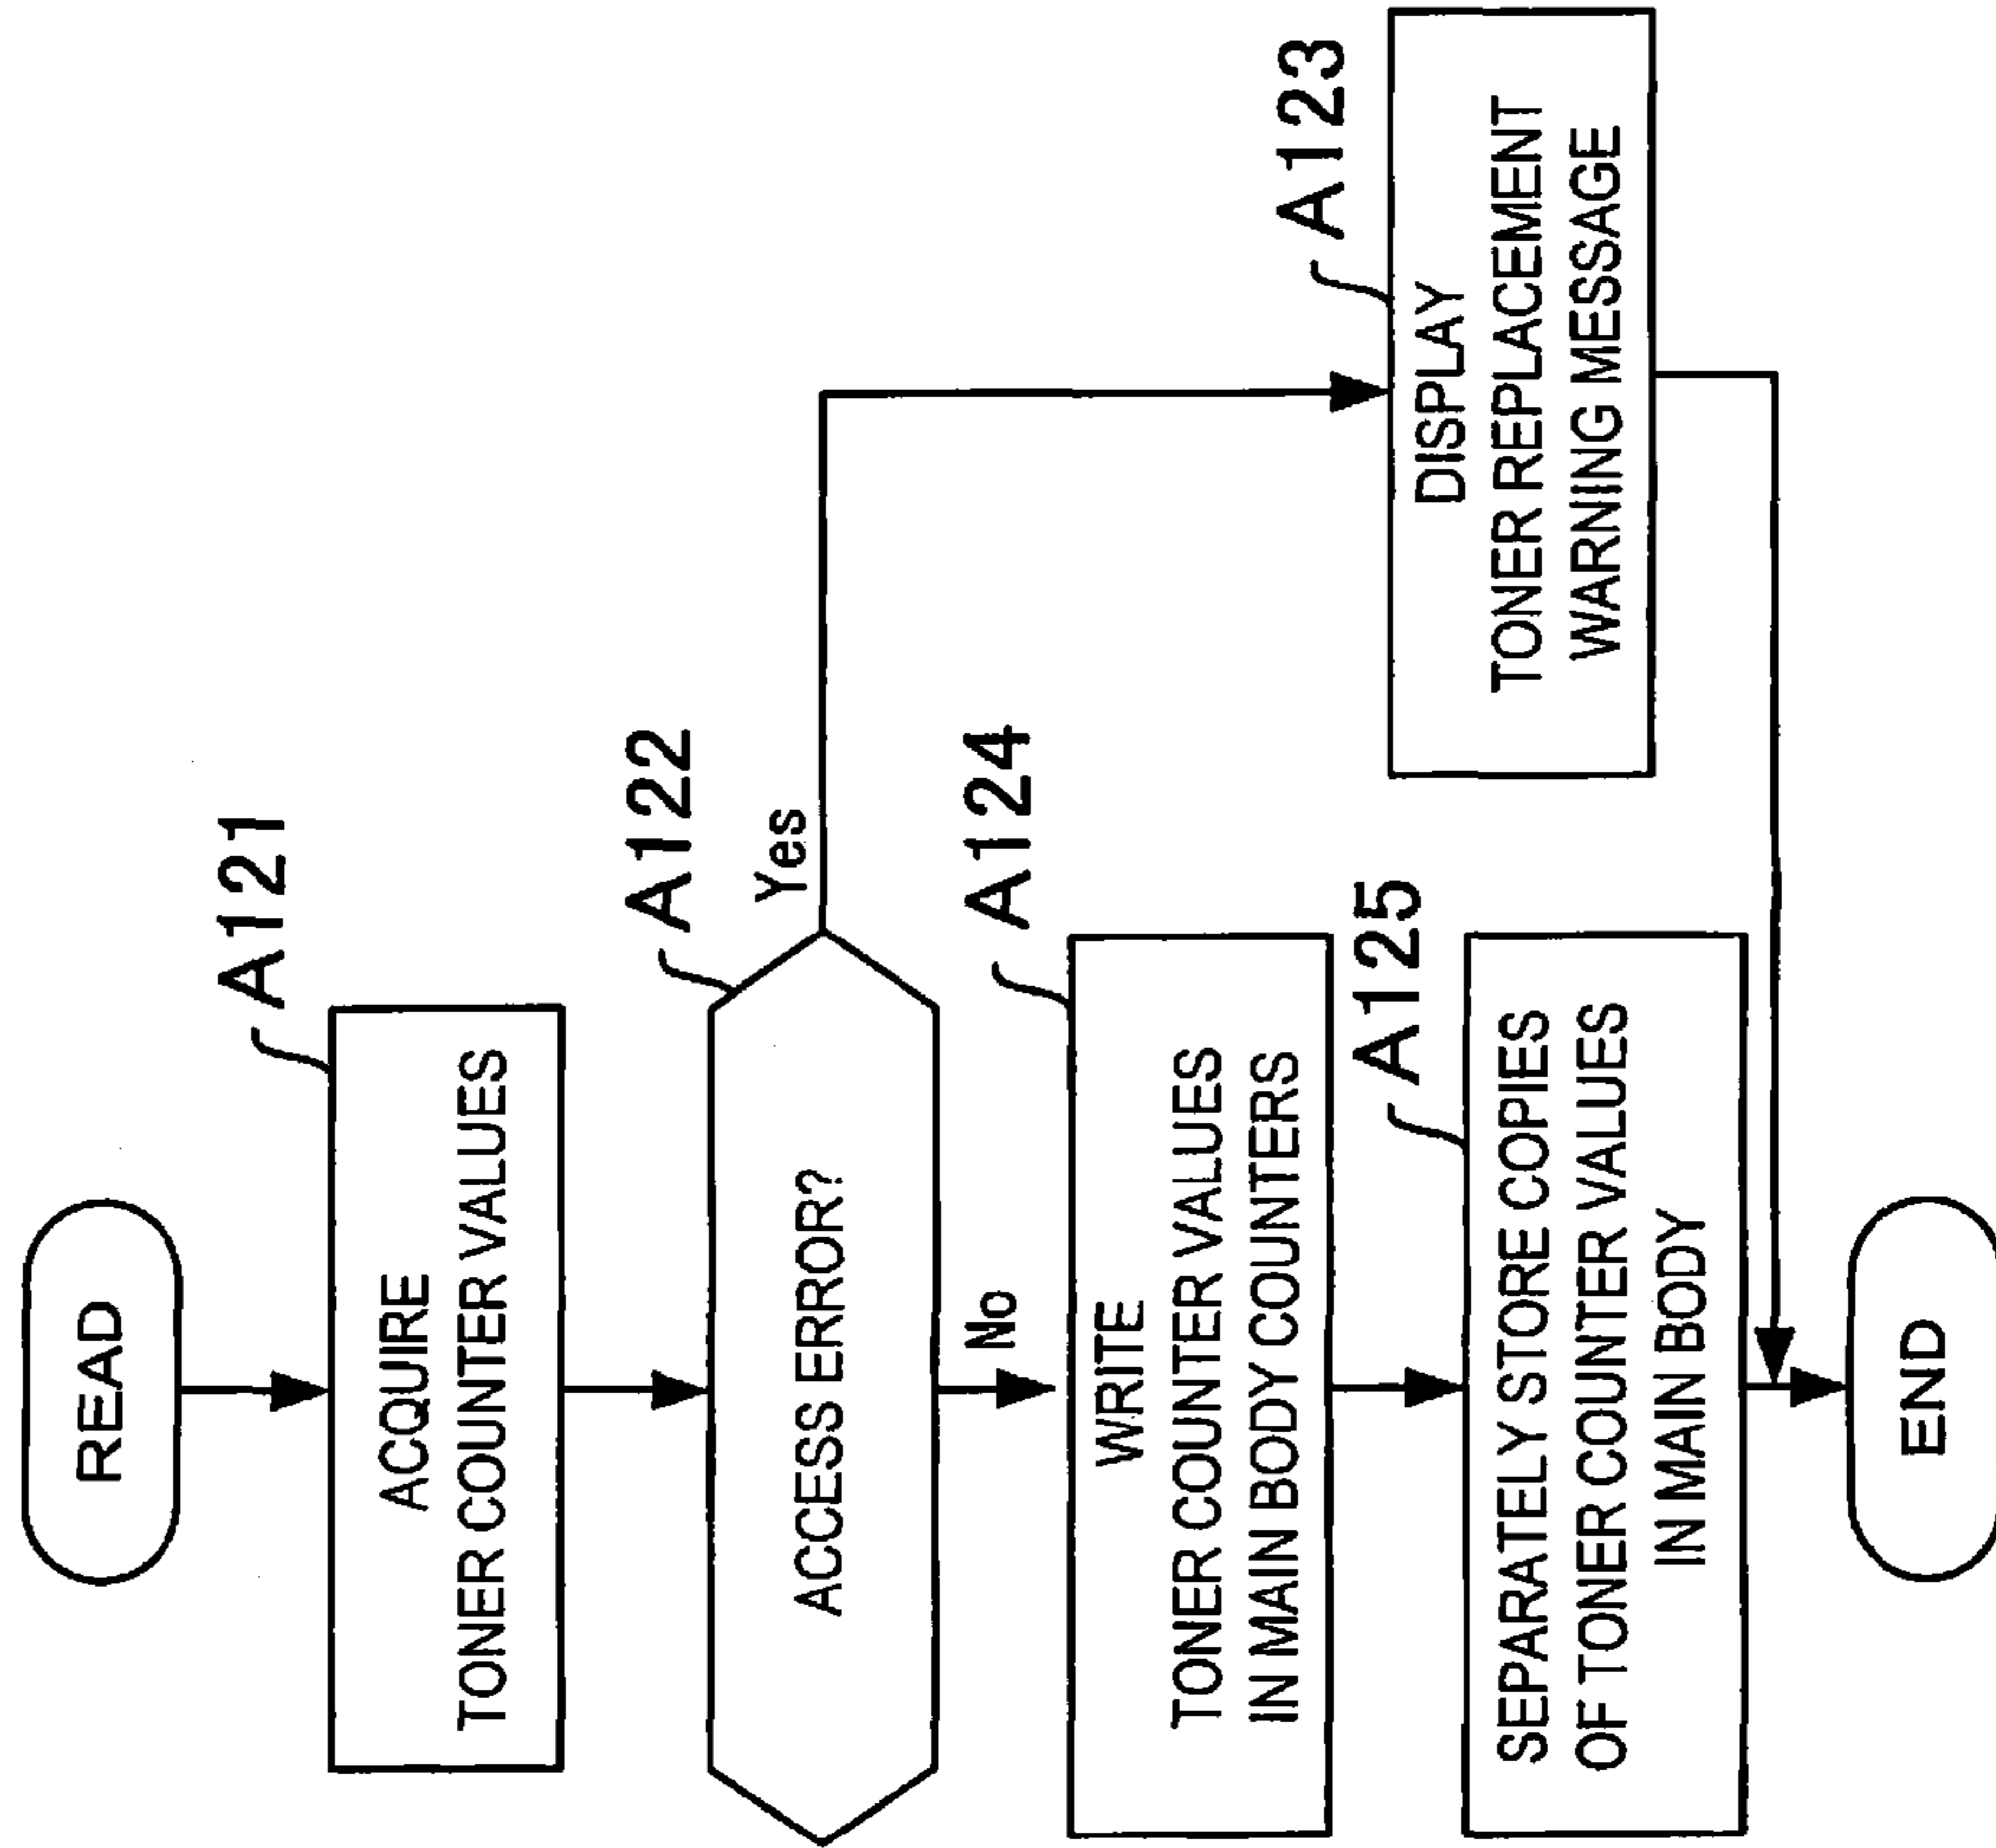 READ
A121
ACQUIRE
TONER COUNTER VALUES
A122
ACCESS ERROR?
Yes
No
A123
DISPLAY
TONER REPLACEMENT
WARNING MESSAGE
A124
WRITE
TONER COUNTER VALUES
IN MAIN BODY COUNTERS
A125
SEPARATELY STORE COPIES
OF TONER COUNTER VALUES
IN MAIN BODY
END